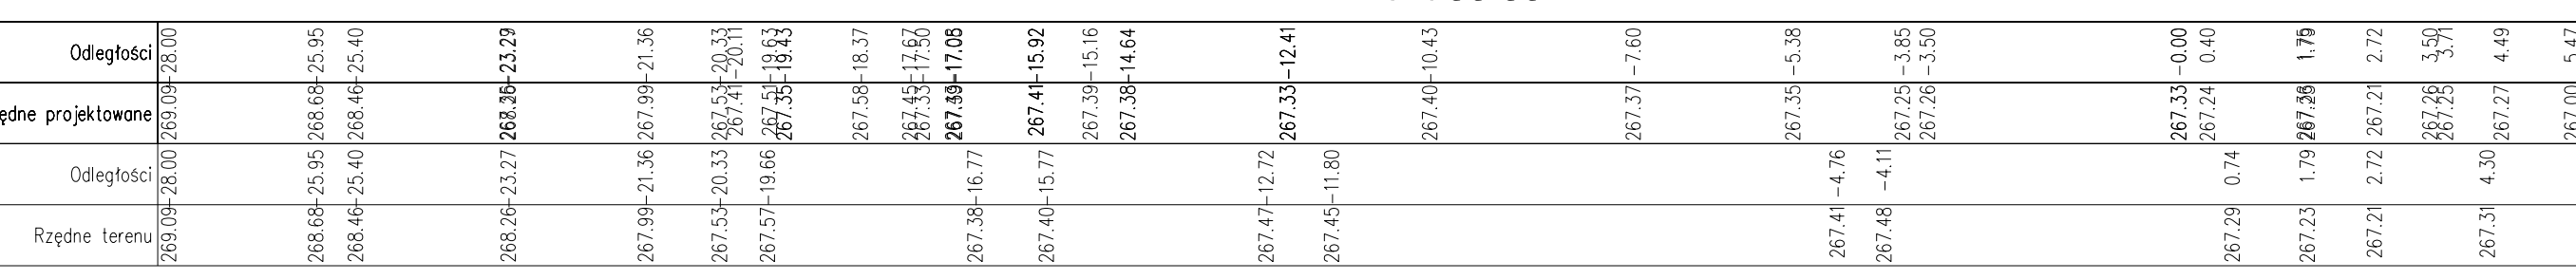 Odległości -28.00 -25.95 -25.40 -21.36 -20.33 -20.11 -19.63 -19.43 -18.37 -17.67 -17.50 -15.92 -15.16 -14.64 -12.41 -10.43 -7.60 -5.38 -3.85 -3.50 -0.00 0.40 1.79 2.72 3.50 3.71 4.49 5.47
ędne projektowane 269.09 268.68 268.46 268.26 267.99 267.53 267.41 267.51 267.35 267.58 267.45 267.33 267.41 267.39 267.38 267.33 267.40 267.37 267.35 267.25 267.26 267.33 267.24 267.21 267.26 267.25 267.27 267.00
Odległości -28.00 -25.95 -25.40 -23.27 -21.36 -20.33 -19.66 -16.77 -15.77 -12.72 -11.80 -4.76 -4.11 0.74 1.79 2.72 4.30
Rzędne terenu 269.09 268.68 268.46 268.26 267.99 267.53 267.57 267.38 267.40 267.47 267.45 267.41 267.48 267.29 267.23 267.21 267.31